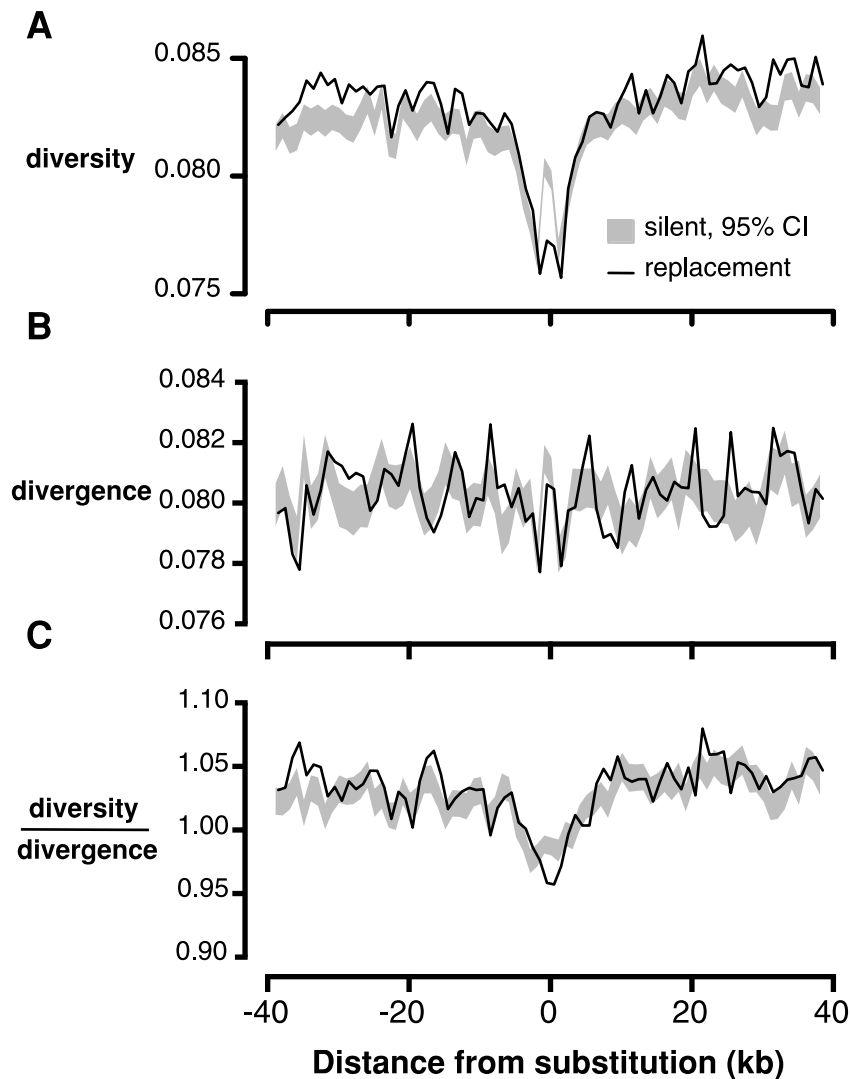 A
0.085
diversity
0.080
silent, 95% CI
replacement
0.075
B
0.084
0.082
divergence
0.080
0.078
0.076
C
1.10
1.05
diversity
1.00
divergence
0.95
0.90
-40 -20 0 20 40
Distance from substitution (kb)